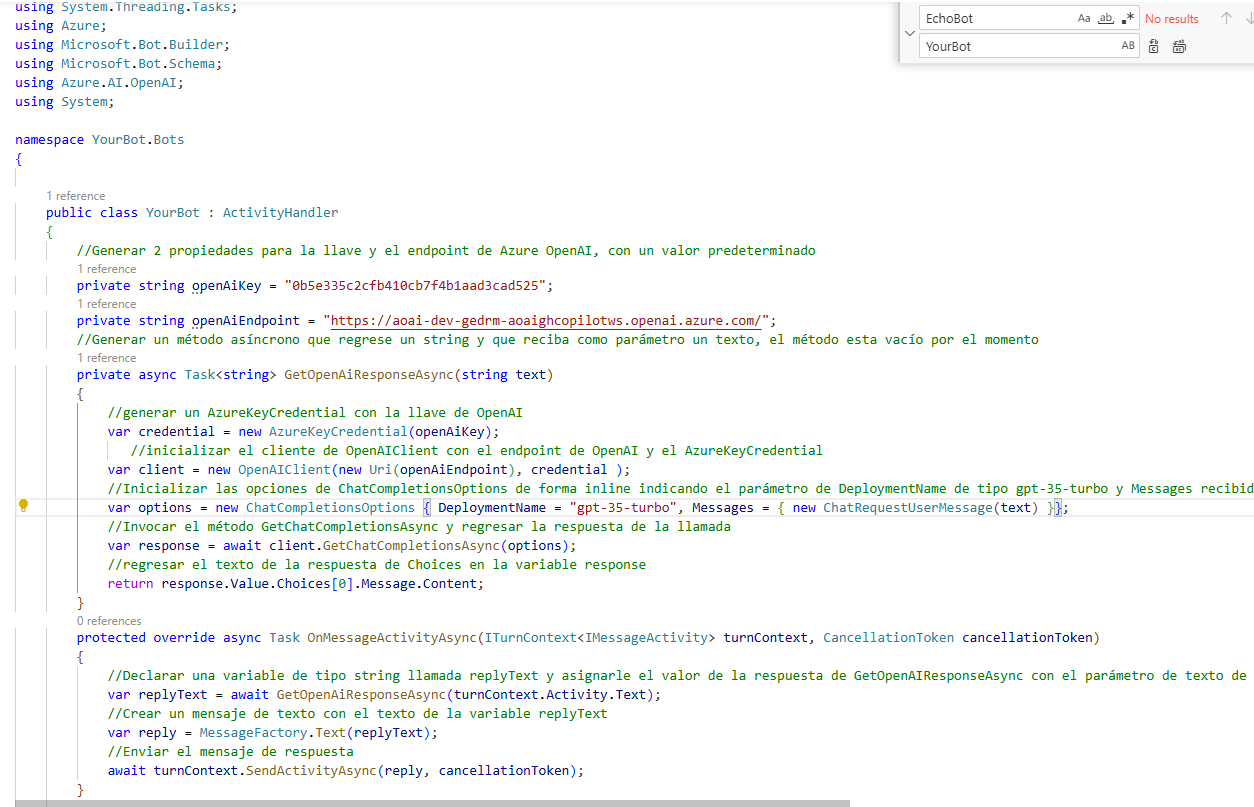 using System.Threading.Tasks;
using Azure;
using Microsoft.Bot.Builder;
using Microsoft.Bot.Schema;
using Azure.AI.OpenAI;
using System;
EchoBot Aa ab .* No results
YourBot AB
namespace YourBot.Bots
{
1 reference
public class YourBot : ActivityHandler
{
//Generar 2 propiedades para la llave y el endpoint de Azure OpenAI, con un valor predeterminado
1 reference
private string openAiKey = "0b5e335c2cfb410cb7f4b1aad3cad525";
1 reference
private string openAiEndpoint = "https://aoai-dev-gedrm-aoaighcopilotws.openai.azure.com/";
//Generar un método asíncrono que regrese un string y que reciba como parámetro un texto, el método esta vacío por el momento
1 reference
private async Task<string> GetOpenAiResponseAsync(string text)
{
//generar un AzureKeyCredential con la llave de OpenAI
var credential = new AzureKeyCredential(openAiKey);
//inicializar el cliente de OpenAIClient con el endpoint de OpenAI y el AzureKeyCredential
var client = new OpenAIClient(new Uri(openAiEndpoint), credential );
//Inicializar las opciones de ChatCompletionsOptions de forma inline indicando el parámetro de DeploymentName de tipo gpt-35-turbo y Messages recibid
var options = new ChatCompletionsOptions { DeploymentName = "gpt-35-turbo", Messages = { new ChatRequestUserMessage(text) }};
//Invocar el método GetChatCompletionsAsync y regresar la respuesta de la llamada
var response = await client.GetChatCompletionsAsync(options);
//regresar el texto de la respuesta de Choices en la variable response
return response.Value.Choices[0].Message.Content;
}
0 references
protected override async Task OnMessageActivityAsync(ITurnContext<IMessageActivity> turnContext, CancellationToken cancellationToken)
{
//Declarar una variable de tipo string llamada replyText y asignarle el valor de la respuesta de GetOpenAIResponseAsync con el parámetro de texto de
var replyText = await GetOpenAiResponseAsync(turnContext.Activity.Text);
//Crear un mensaje de texto con el texto de la variable replyText
var reply = MessageFactory.Text(replyText);
//Enviar el mensaje de respuesta
await turnContext.SendActivityAsync(reply, cancellationToken);
}